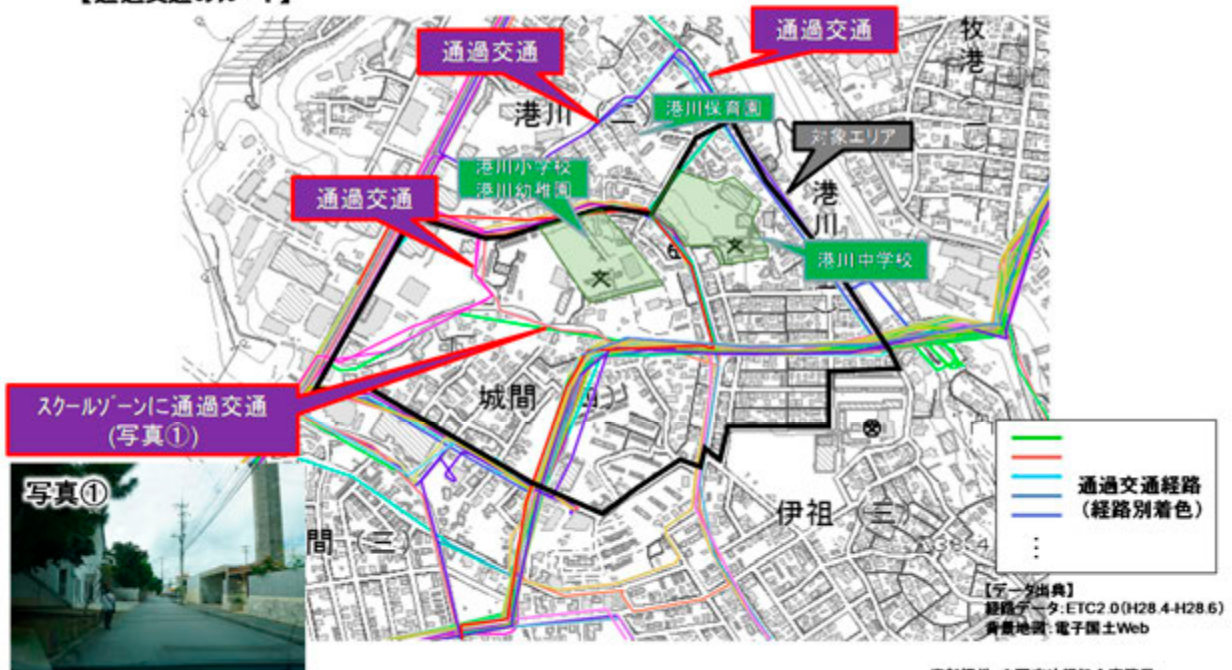 通過交通
通過交通
牧港
港川(二)
港川保育園
対象エリア
港川小学校
港川幼稚園
通過交通
港川
港川中学校
スクールゾーンに通過交通
(写真①)
城間(四)
写真①
間(三)
伊祖(三)
通過交通経路
(経路別着色)
⋮
【データ出典】
経路データ:ETC2.0(H28.4-H28.6)
背景地図:電子国土Web